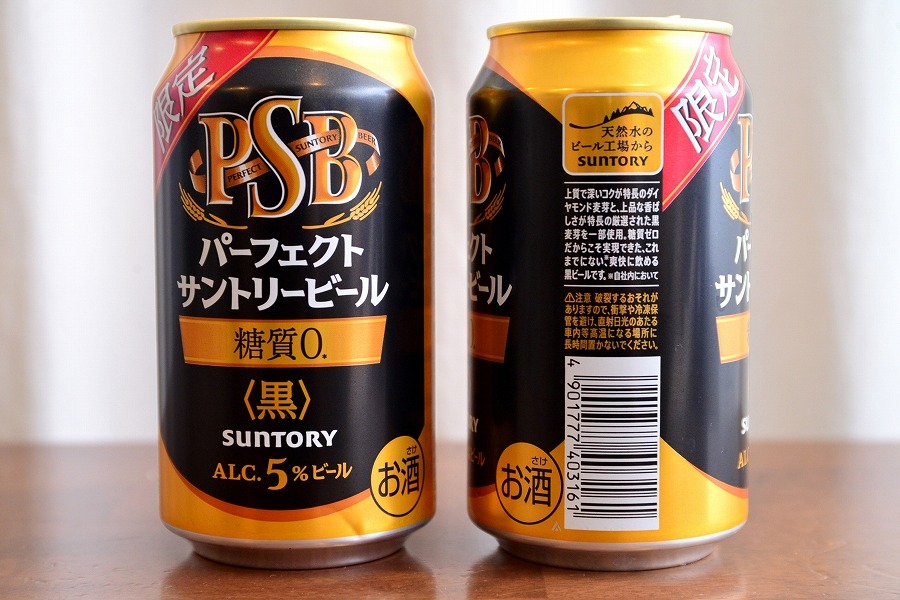 限定
PSB
PERFECT SUNTORY BEER
パーフェクト
サントリービール
糖質0*
〈黒〉
SUNTORY
ALC.5%ビール
さけ
お酒
限定
天然水の
ビール工場から
SUNTORY
上質で深いコクが特長のダイ
ヤモンド麦芽と、上品な香ば
しさが特長の厳選された黒
麦芽を一部使用。糖質ゼロ
だからこそ実現できた、これ
までにない※爽快に飲める
黒ビールです。※自社内において
⚠注意 破裂するおそれが
ありますので、衝撃や冷凍保
管を避け、直射日光のあたる
車内等高温になる場所に
長時間置かないでください。
4 901777 403161
さけ
お酒